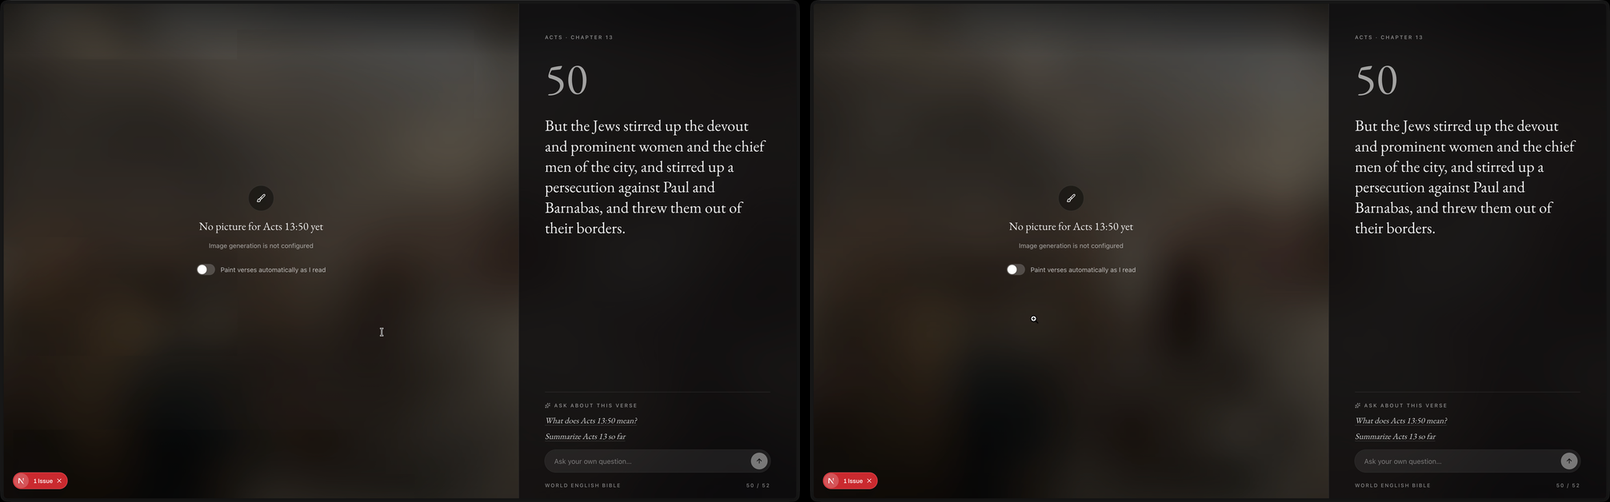 No picture for Acts 13:50 yet
Image generation is not configured
Paint verses automatically as I read
N 1 Issue ×
ACTS · CHAPTER 13
50
But the Jews stirred up the devout
and prominent women and the chief
men of the city, and stirred up a
persecution against Paul and
Barnabas, and threw them out of
their borders.
ASK ABOUT THIS VERSE
What does Acts 13:50 mean?
Summarize Acts 13 so far
Ask your own question...
WORLD ENGLISH BIBLE 50 / 52
No picture for Acts 13:50 yet
Image generation is not configured
Paint verses automatically as I read
N 1 Issue ×
ACTS · CHAPTER 13
50
But the Jews stirred up the devout
and prominent women and the chief
men of the city, and stirred up a
persecution against Paul and
Barnabas, and threw them out of
their borders.
ASK ABOUT THIS VERSE
What does Acts 13:50 mean?
Summarize Acts 13 so far
Ask your own question...
WORLD ENGLISH BIBLE 50 / 52